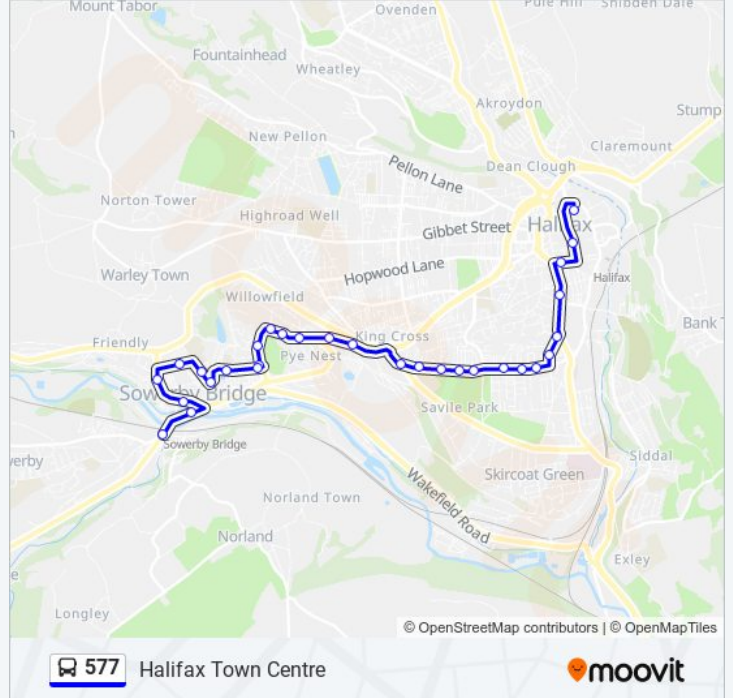 Mount Tabor
Ovenden
Pule Hill
Shibden Dale
Fountainhead
Wheatley
Akroydon
Stump
New Pellon
Claremount
Pellon Lane
Dean Clough
Norton Tower
Highroad Well
Gibbet Street
Halifax
Warley Town
Hopwood Lane
Halifax
Willowfield
Bank T
Friendly
King Cross
Pye Nest
Sowerby Bridge
Savile Park
Sowerby Bridge
werby
Siddal
Skircoat Green
Wakefield Road
Norland Town
Norland
Exley
e
Longley
© OpenStreetMap contributors | © OpenMapTiles
577 Halifax Town Centre
moovit